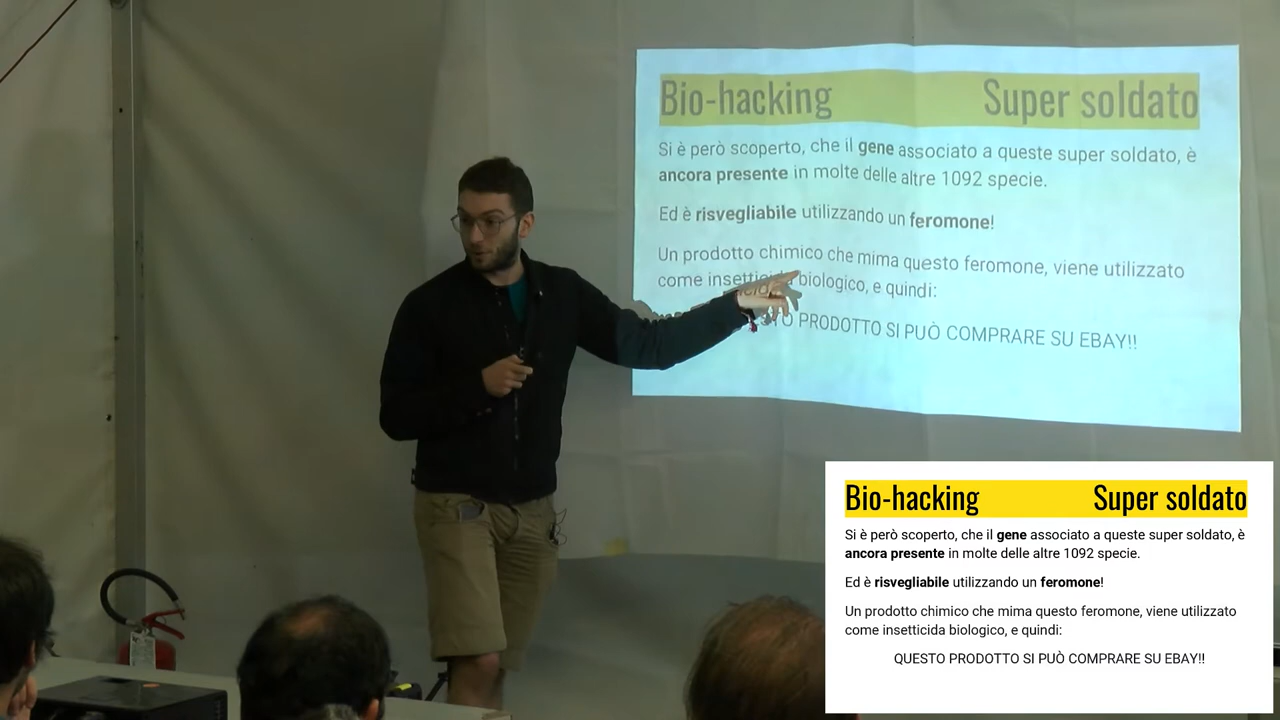 Bio-hacking Super soldato
Si è però scoperto, che il gene associato a queste super soldato, è
ancora presente in molte delle altre 1092 specie.
Ed è risvegliabile utilizzando un feromone!
Un prodotto chimico che mima questo feromone, viene utilizzato
come insetticida biologico, e quindi:
PRODOTTO SI PUÒ COMPRARE SU EBAY!!
Bio-hacking Super soldato
Si è però scoperto, che il gene associato a queste super soldato, è
ancora presente in molte delle altre 1092 specie.
Ed è risvegliabile utilizzando un feromone!
Un prodotto chimico che mima questo feromone, viene utilizzato
come insetticida biologico, e quindi:
QUESTO PRODOTTO SI PUÒ COMPRARE SU EBAY!!